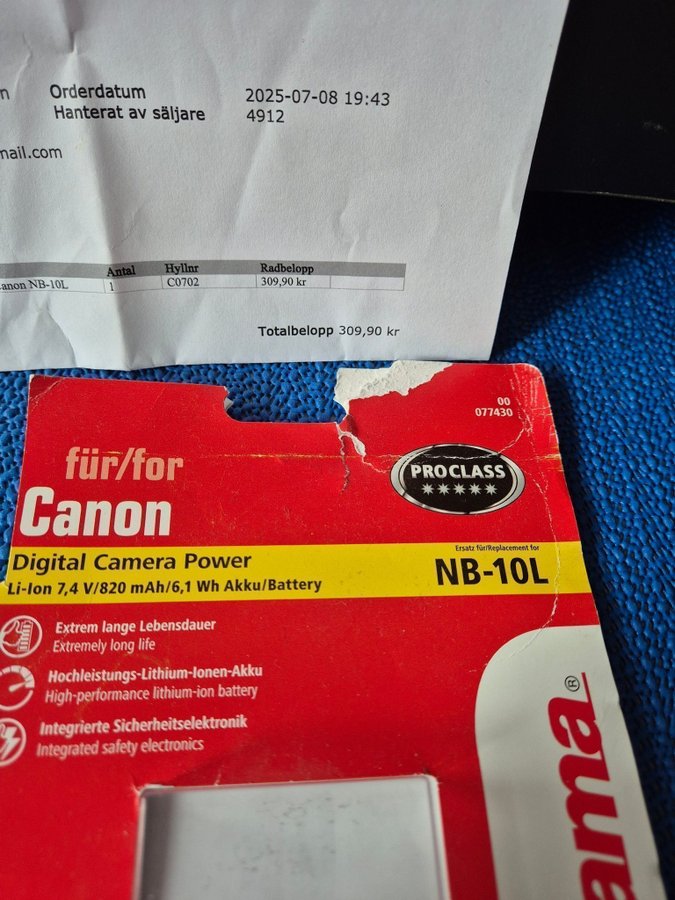 Orderdatum 2025-07-08 19:43
Hanterat av säljare 4912
mail.com
Antal Hyllnr Radbelopp
anon NB-10L 1 C0702 309,90 kr
Totalbelopp 309,90 kr
00
077430
für/for
Canon
PROCLASS
Digital Camera Power
Li-Ion 7,4 V/820 mAh/6,1 Wh Akku/Battery
Ersatz für/Replacement for
NB-10L
Extrem lange Lebensdauer
Extremely long life
Hochleistungs-Lithium-Ionen-Akku
High-performance lithium-ion battery
Integrierte Sicherheitselektronik
Integrated safety electronics
ama®